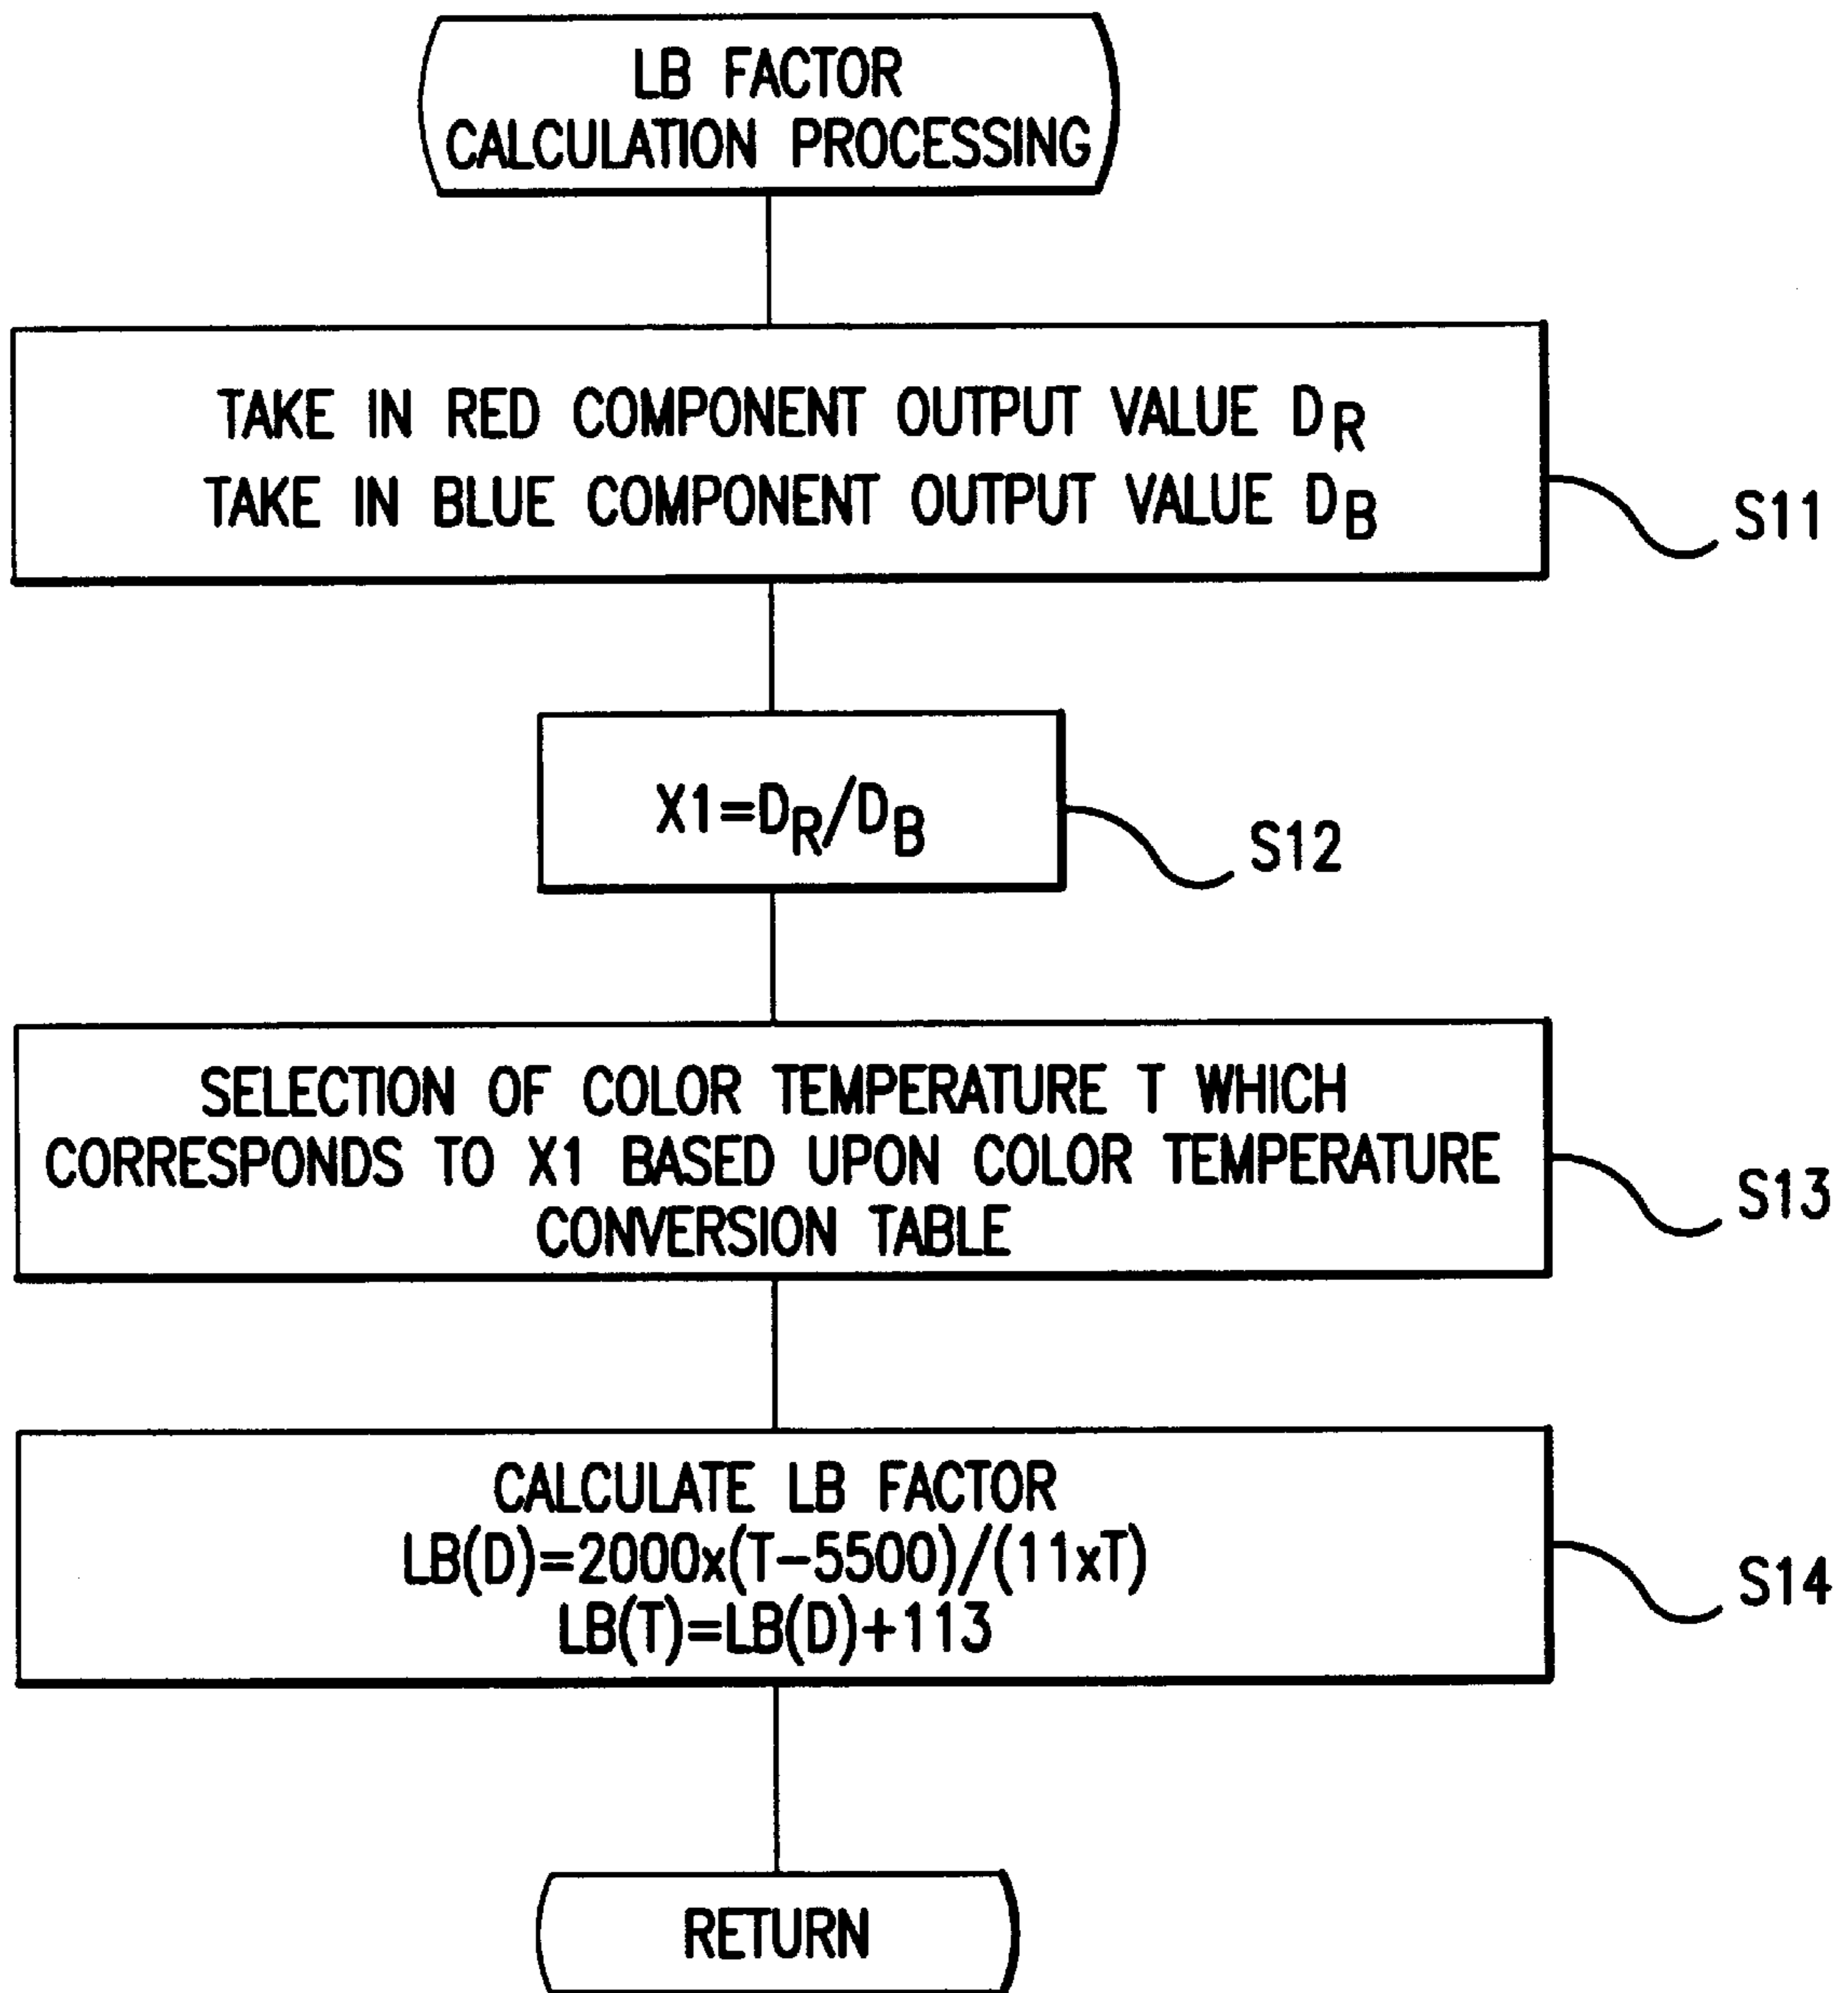 LB FACTOR
CALCULATION PROCESSING
TAKE IN RED COMPONENT OUTPUT VALUE DR
TAKE IN BLUE COMPONENT OUTPUT VALUE DB
S11
X1=DR/DB
S12
SELECTION OF COLOR TEMPERATURE T WHICH
CORRESPONDS TO X1 BASED UPON COLOR TEMPERATURE
CONVERSION TABLE
S13
CALCULATE LB FACTOR
LB(D)=2000x(T-5500)/(11xT)
LB(T)=LB(D)+113
S14
RETURN